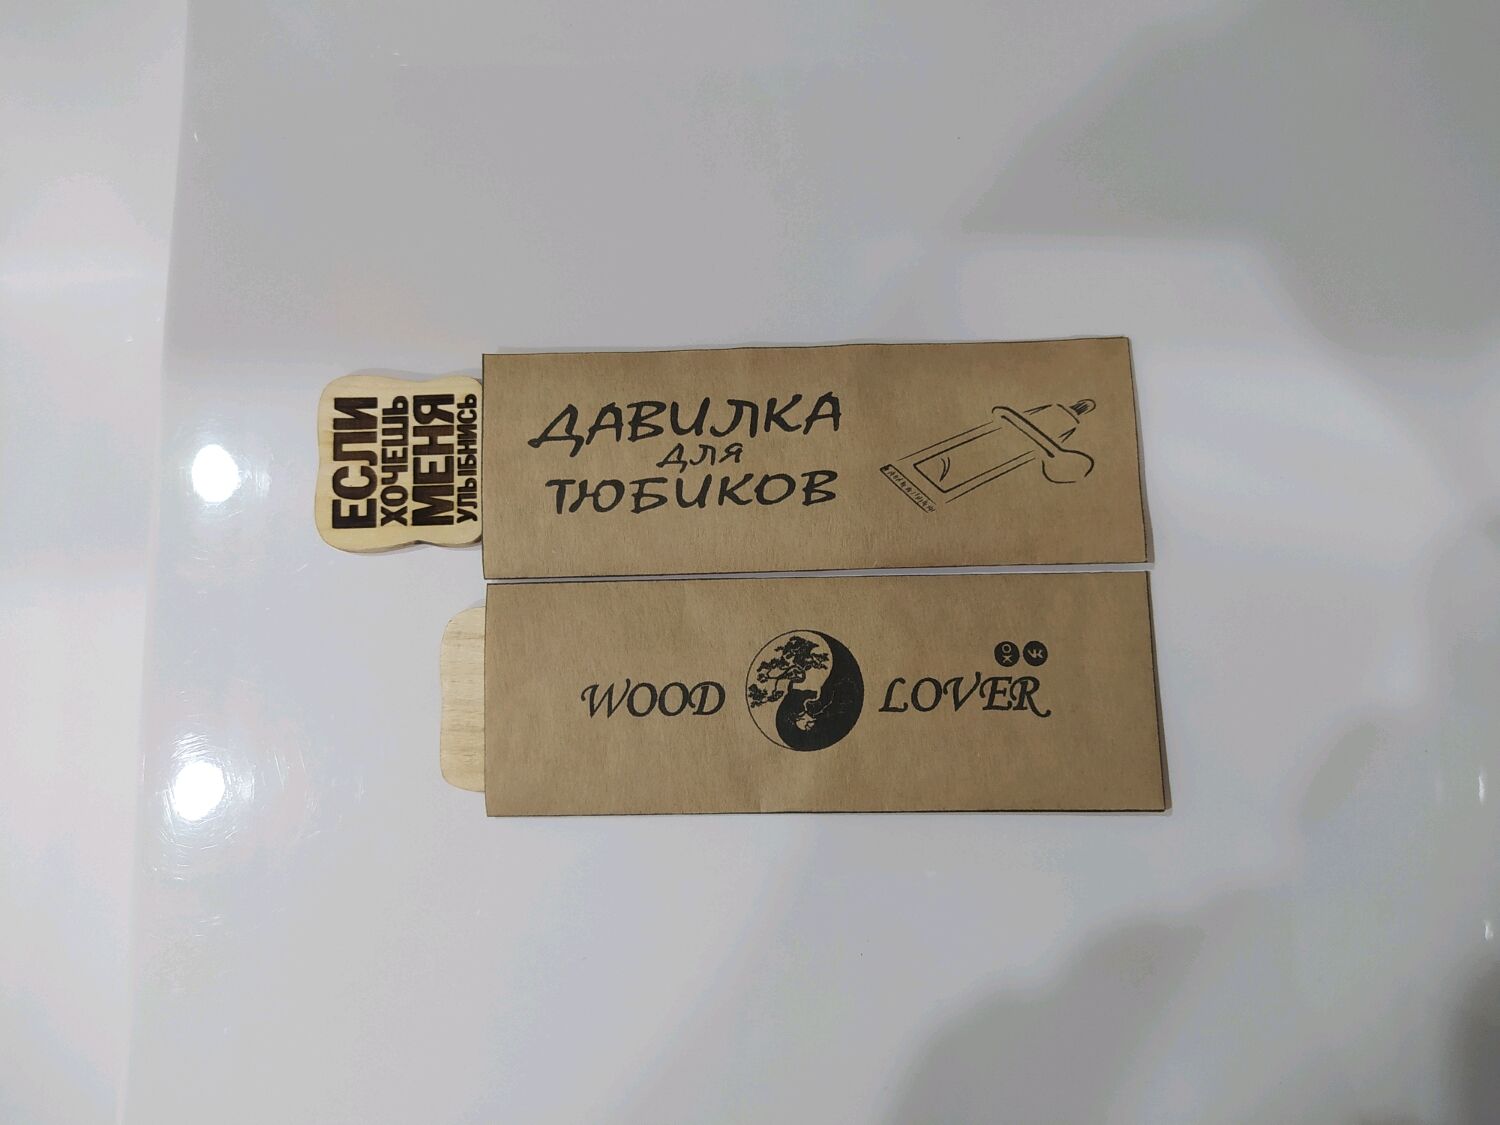 ЕСЛИ
ХОЧЕШЬ
МЕНЯ
УЛЫБНИСЬ
ДАВИЛКА
ДЛЯ
ТЮБИКОВ
WOOD LOVER